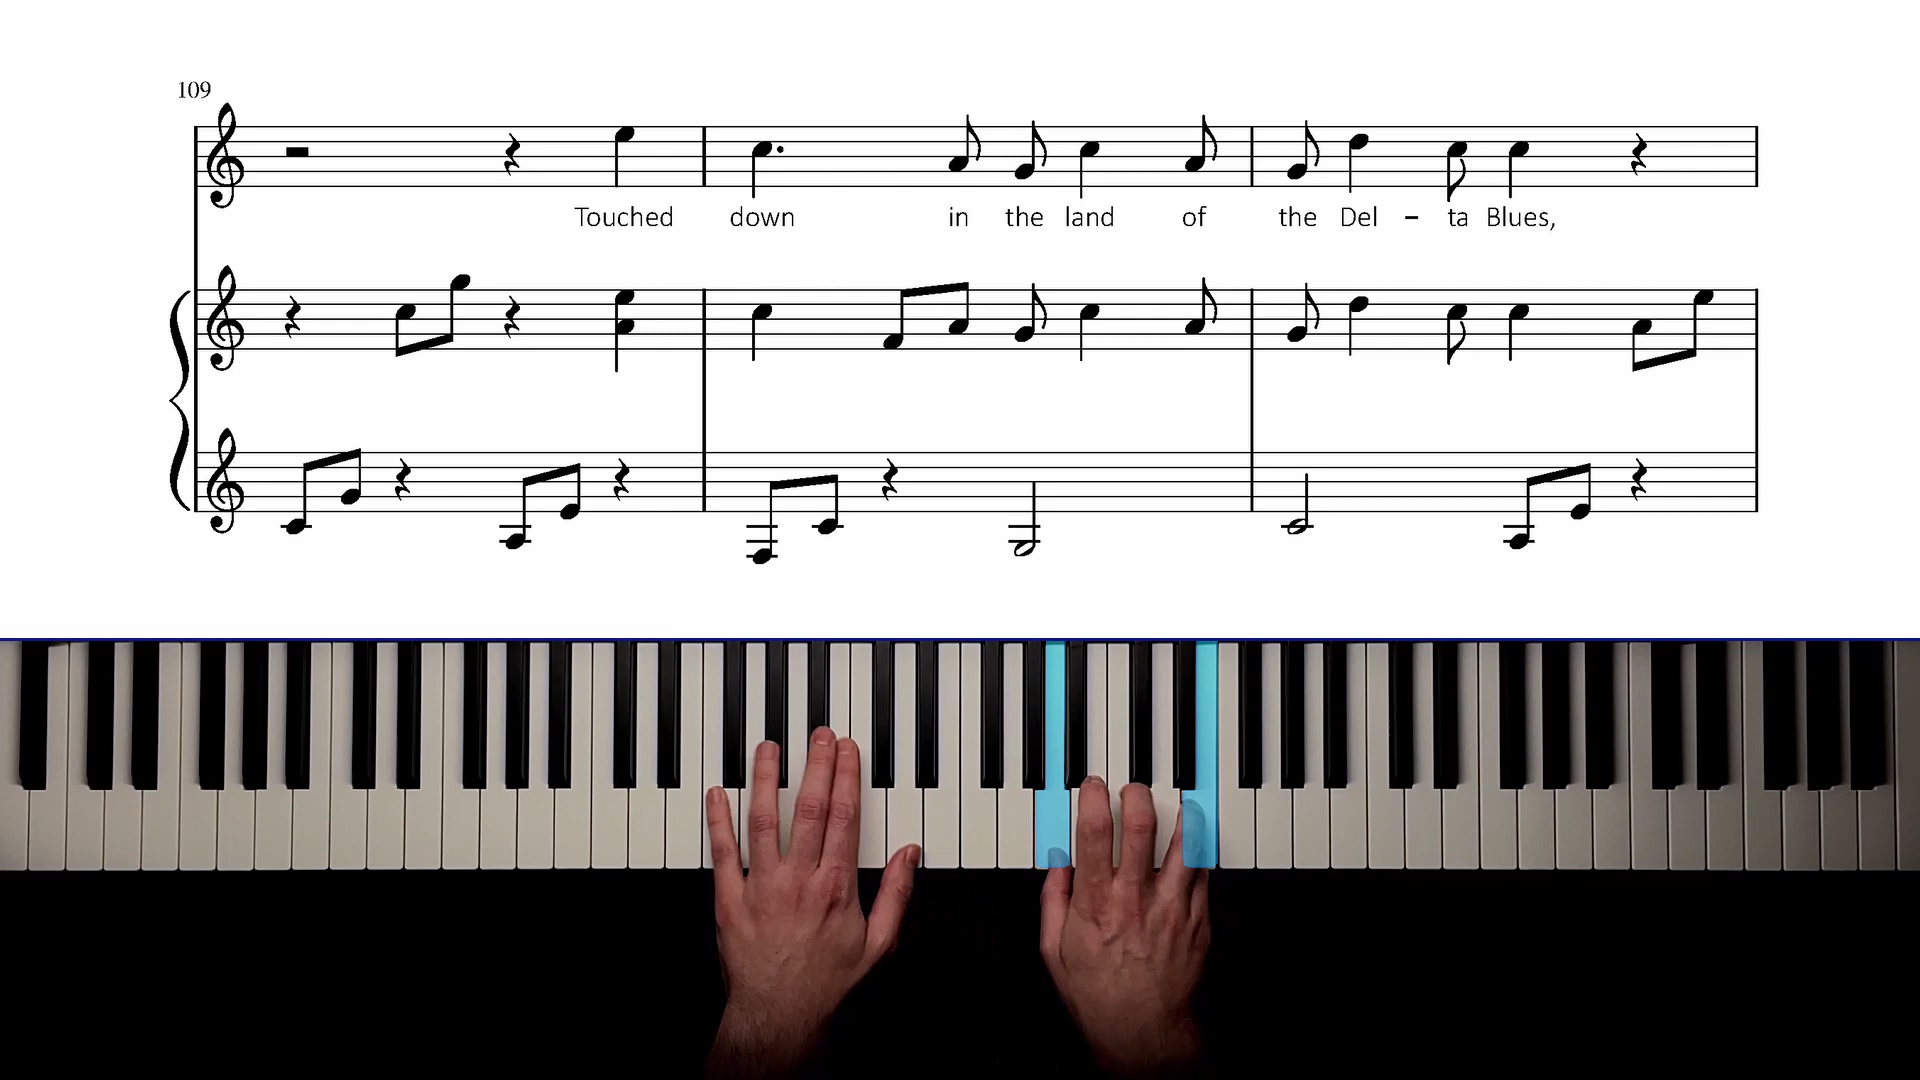 109
Touched down in the land of the Del – ta Blues,